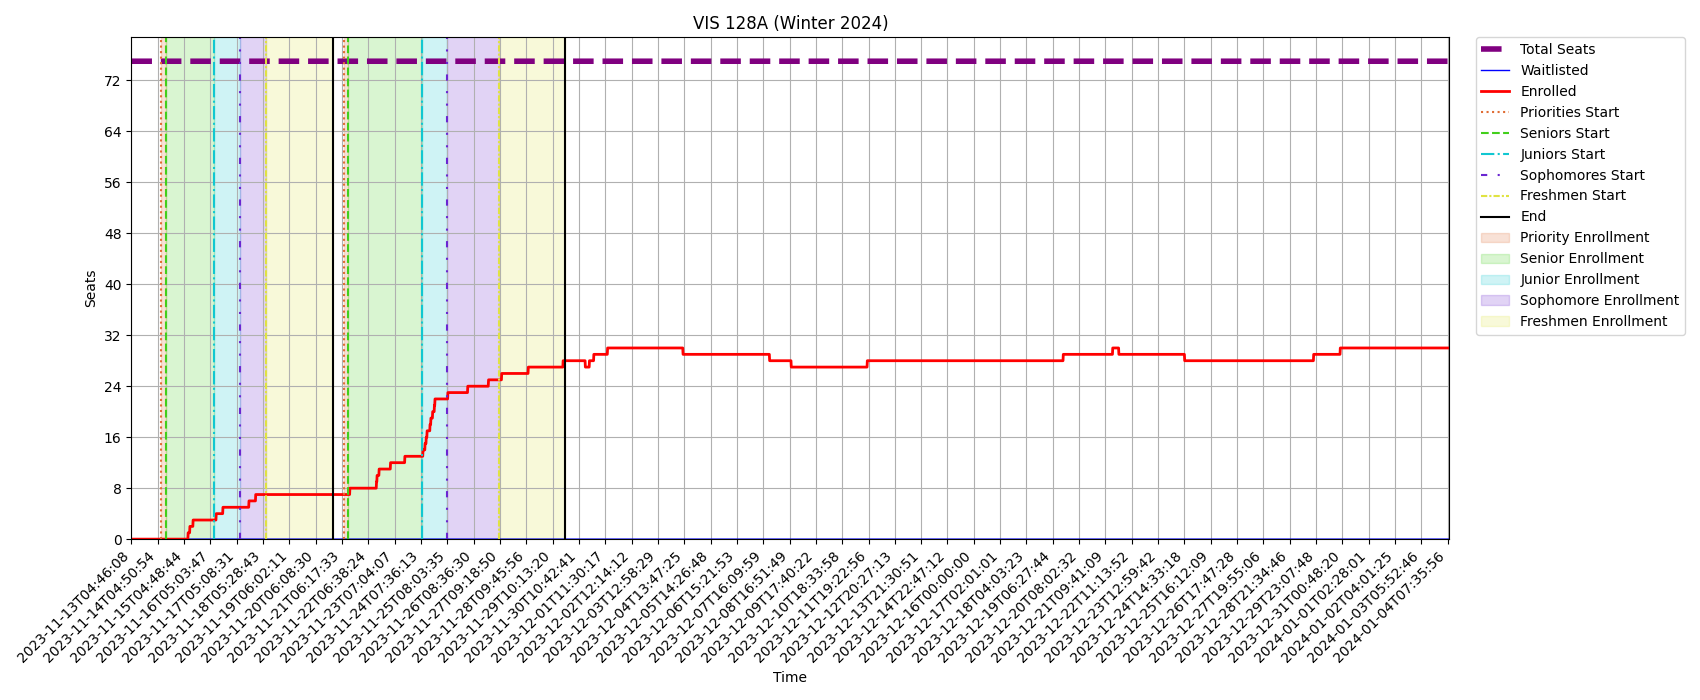 VIS 128A (Winter 2024)
Seats
72
64
56
48
40
32
24
16
8
0
2023-11-13T04:46:08
2023-11-14T04:50:54
2023-11-15T04:48:44
2023-11-16T05:03:47
2023-11-17T05:08:31
2023-11-18T05:28:43
2023-11-19T06:02:11
2023-11-20T06:08:30
2023-11-21T06:17:33
2023-11-22T06:38:24
2023-11-23T07:04:07
2023-11-24T07:36:13
2023-11-25T08:03:35
2023-11-26T08:36:30
2023-11-27T09:18:50
2023-11-28T09:45:56
2023-11-29T10:13:20
2023-11-30T10:42:41
2023-12-01T11:30:17
2023-12-02T12:14:12
2023-12-03T12:58:29
2023-12-04T13:47:25
2023-12-05T14:26:48
2023-12-06T15:21:53
2023-12-07T16:09:59
2023-12-08T16:51:49
2023-12-09T17:40:22
2023-12-10T18:33:58
2023-12-11T19:22:56
2023-12-12T20:27:13
2023-12-13T21:30:51
2023-12-14T22:47:12
2023-12-16T00:00:00
2023-12-17T02:01:01
2023-12-18T04:03:23
2023-12-19T06:27:44
2023-12-20T08:02:32
2023-12-21T09:41:09
2023-12-22T11:13:52
2023-12-23T12:59:42
2023-12-24T14:33:18
2023-12-25T16:12:09
2023-12-26T17:47:28
2023-12-27T19:55:06
2023-12-28T21:34:46
2023-12-29T23:07:48
2023-12-31T00:48:20
2024-01-01T02:28:01
2024-01-02T04:01:25
2024-01-03T05:52:46
2024-01-04T07:35:56
Time
Total Seats
Waitlisted
Enrolled
Priorities Start
Seniors Start
Juniors Start
Sophomores Start
Freshmen Start
End
Priority Enrollment
Senior Enrollment
Junior Enrollment
Sophomore Enrollment
Freshmen Enrollment